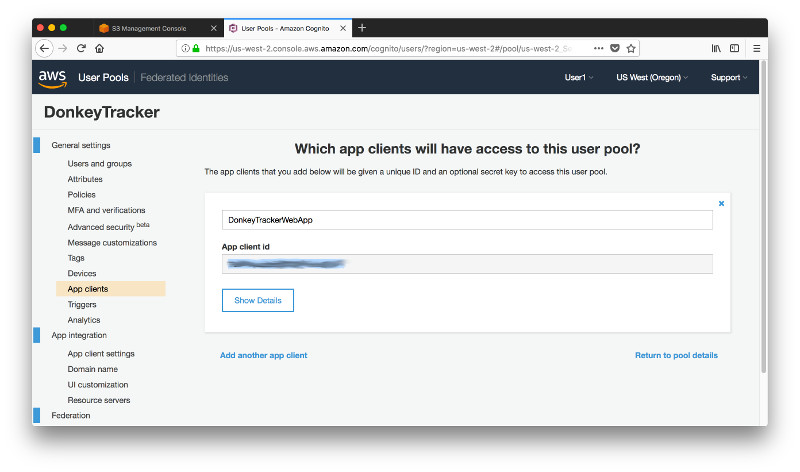 S3 Management Console
User Pools - Amazon Cognito
https://us-west-2.console.aws.amazon.com/cognito/users/?region=us-west-2#/pool/us-west-2_
aws User Pools Federated Identities User1 US West (Oregon) Support
DonkeyTracker
General settings
Users and groups
Attributes
Policies
MFA and verifications
Advanced security beta
Message customizations
Tags
Devices
App clients
Triggers
Analytics
App integration
App client settings
Domain name
UI customization
Resource servers
Federation
Which app clients will have access to this user pool?
The app clients that you add below will be given a unique ID and an optional secret key to access this user pool.
DonkeyTrackerWebApp
App client id
Show Details
Add another app client
Return to pool details